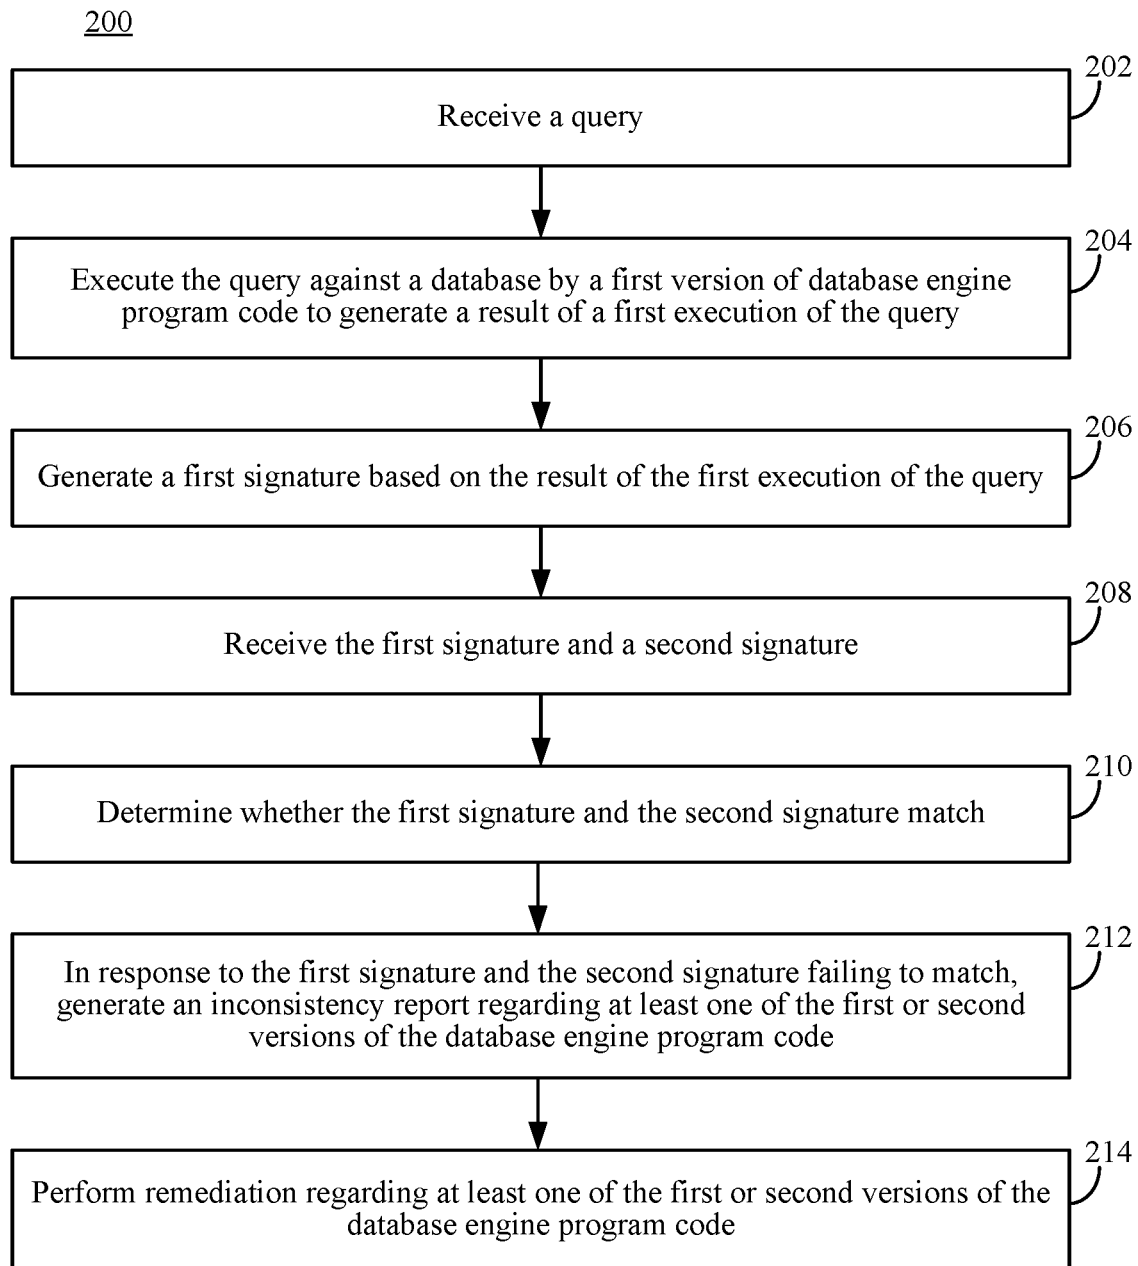 200
202
Receive a query
204
Execute the query against a database by a first version of database engine
program code to generate a result of a first execution of the query
206
Generate a first signature based on the result of the first execution of the query
208
Receive the first signature and a second signature
210
Determine whether the first signature and the second signature match
212
In response to the first signature and the second signature failing to match,
generate an inconsistency report regarding at least one of the first or second
versions of the database engine program code
214
Perform remediation regarding at least one of the first or second versions of the
database engine program code